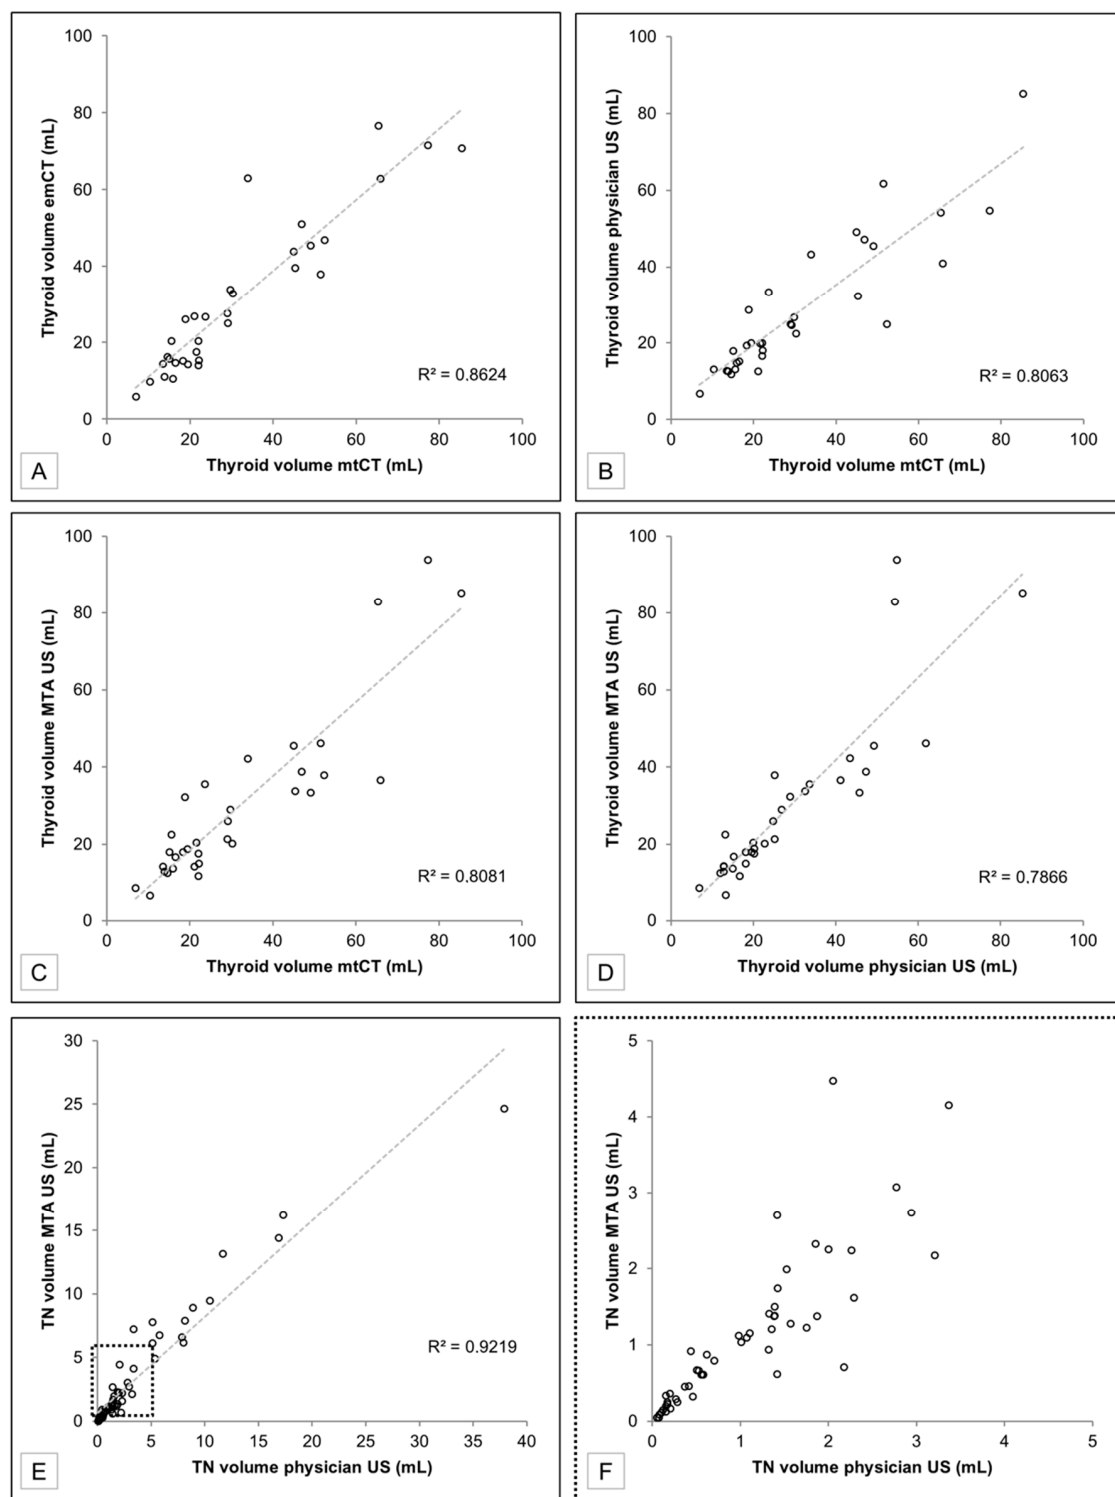 100
80
60
40
20
0
Thyroid volume emCT (mL)
R² = 0.8624
0 20 40 60 80 100
Thyroid volume mtCT (mL)
A
100
80
60
40
20
0
Thyroid volume physician US (mL)
R² = 0.8063
0 20 40 60 80 100
Thyroid volume mtCT (mL)
B
100
80
60
40
20
0
Thyroid volume MTA US (mL)
R² = 0.8081
0 20 40 60 80 100
Thyroid volume mtCT (mL)
C
100
80
60
40
20
0
Thyroid volume MTA US (mL)
R² = 0.7866
0 20 40 60 80 100
Thyroid volume physician US (mL)
D
30
25
20
15
10
5
0
TN volume MTA US (mL)
R² = 0.9219
0 5 10 15 20 25 30 35 40
TN volume physician US (mL)
E
5
4
3
2
1
0
TN volume MTA US (mL)
0 1 2 3 4 5
TN volume physician US (mL)
F